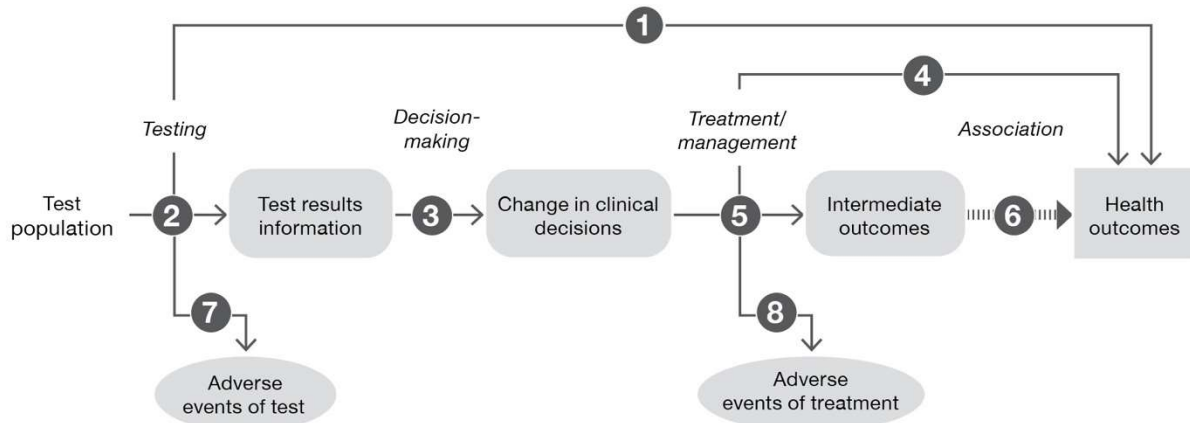 1
4
Testing
Decision-
making
Treatment/
management
Association
Test
population
2
Test results
information
3
Change in clinical
decisions
5
Intermediate
outcomes
6
Health
outcomes
7
8
Adverse
events of test
Adverse
events of treatment